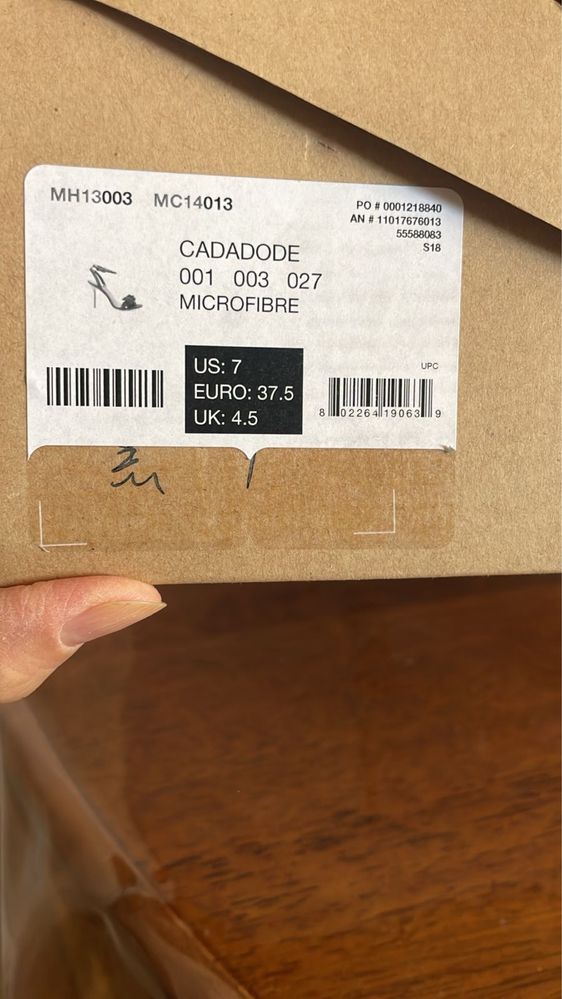 MH13003 MC14013
PO # 0001218840
AN # 11017676013
55588083
S18
CADADODE
001 003 027
MICROFIBRE
US: 7
EURO: 37.5
UK: 4.5
UPC
8 02264 19063 9